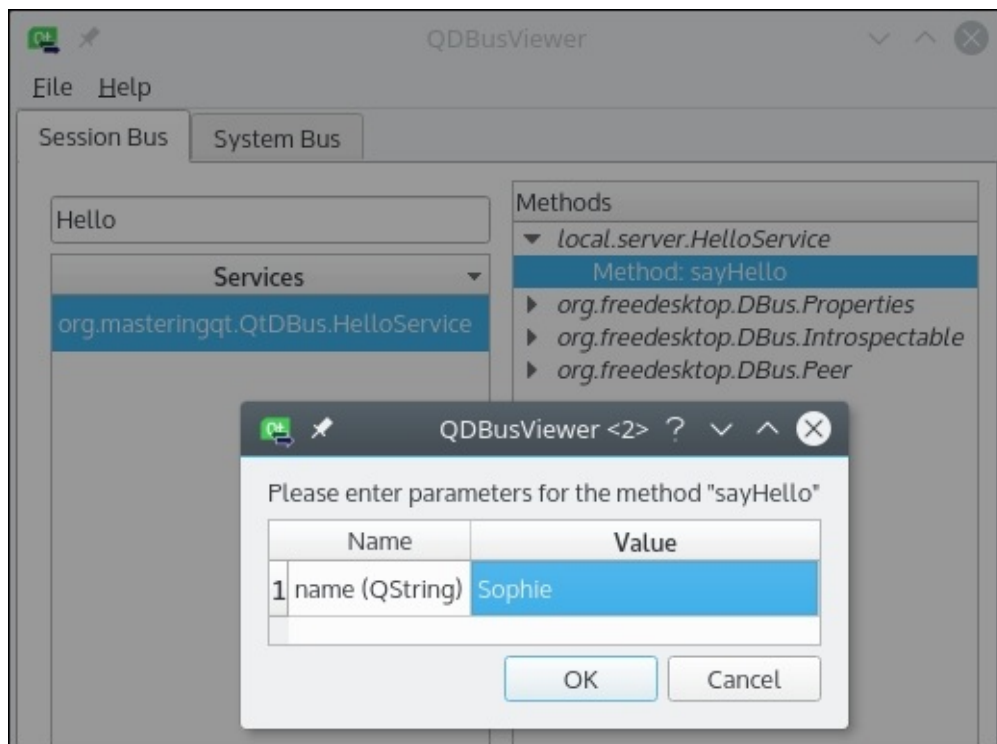 QDBusViewer
File Help
Session Bus System Bus
Hello
Services
org.masteringqt.QtDBus.HelloService
Methods
local.server.HelloService
Method: sayHello
org.freedesktop.DBus.Properties
org.freedesktop.DBus.Introspectable
org.freedesktop.DBus.Peer
QDBusViewer <2> ?
Please enter parameters for the method "sayHello"
Name Value
1 name (QString) Sophie
OK Cancel